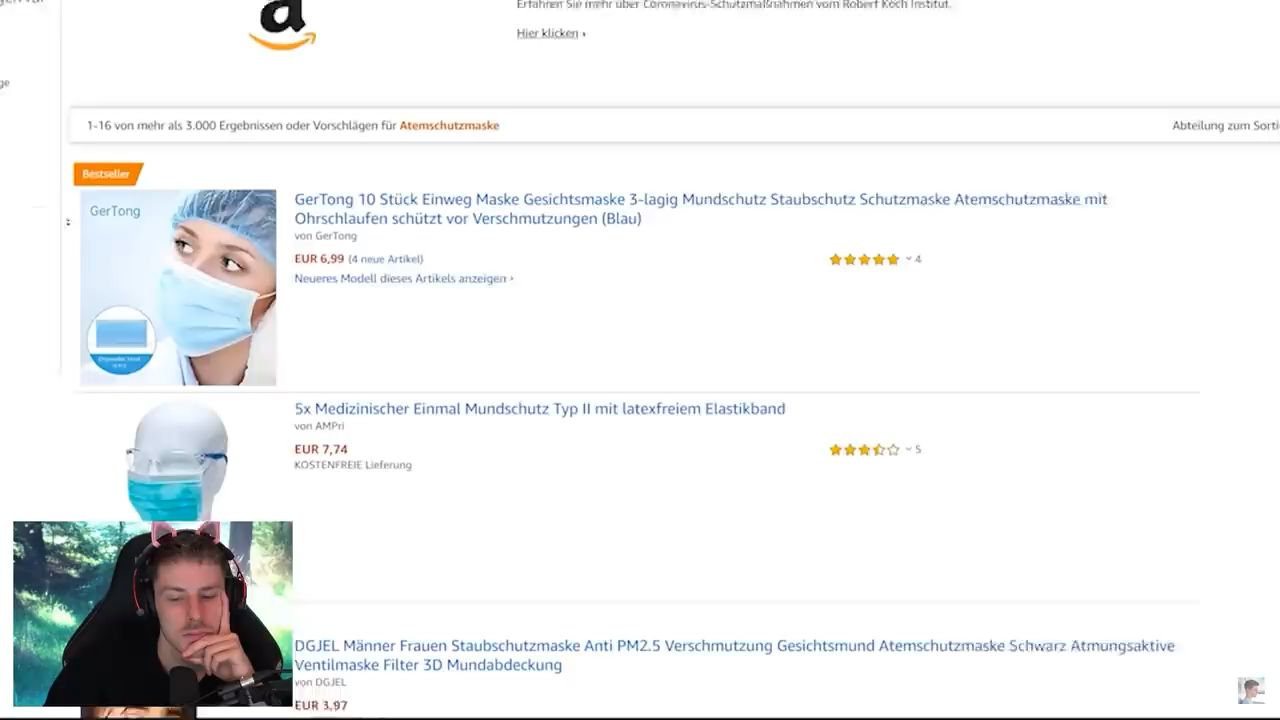 Erfahren Sie mehr über Coronavirus-Schutzmaßnahmen vom Robert Koch Institut.
a
Hier klicken ›
ge
1-16 von mehr als 3.000 Ergebnissen oder Vorschlägen für Atemschutzmaske
Abteilung zum Sorti
Bestseller
GerTong
GerTong 10 Stück Einweg Maske Gesichtsmaske 3-lagig Mundschutz Staubschutz Schutzmaske Atemschutzmaske mit
Ohrschlaufen schützt vor Verschmutzungen (Blau)
von GerTong
EUR 6,99 (4 neue Artikel)
4
Neueres Modell dieses Artikels anzeigen ›
5x Medizinischer Einmal Mundschutz Typ II mit latexfreiem Elastikband
von AMPri
EUR 7,74
5
KOSTENFREIE Lieferung
DGJEL Männer Frauen Staubschutzmaske Anti PM2.5 Verschmutzung Gesichtsmund Atemschutzmaske Schwarz Atmungsaktive
Ventilmaske Filter 3D Mundabdeckung
von DGJEL
EUR 3,97